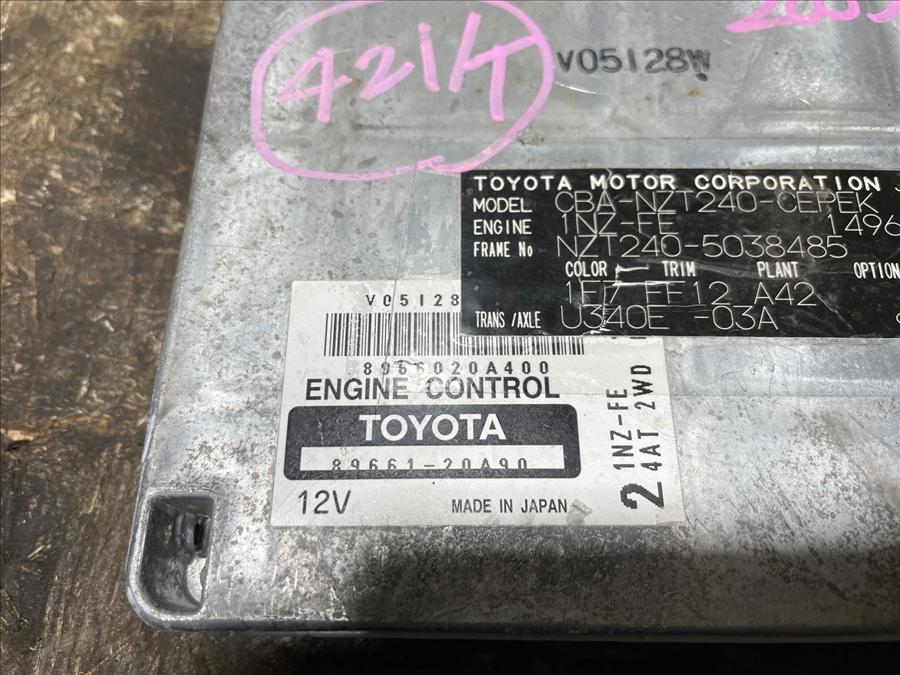 421/T
V05128W
TOYOTA MOTOR CORPORATION
MODEL CBA-NZT240-CEPEK
ENGINE 1NZ-FE 1496
FRAME No NZT240-5038485
COLOR TRIM PLANT OPTION
1F7 FE12 A42
TRANS/AXLE U340E -03A
V05128
8966020A400
ENGINE CONTROL
TOYOTA
89661-20A90
12V MADE IN JAPAN
2 1NZ-FE
4AT 2WD